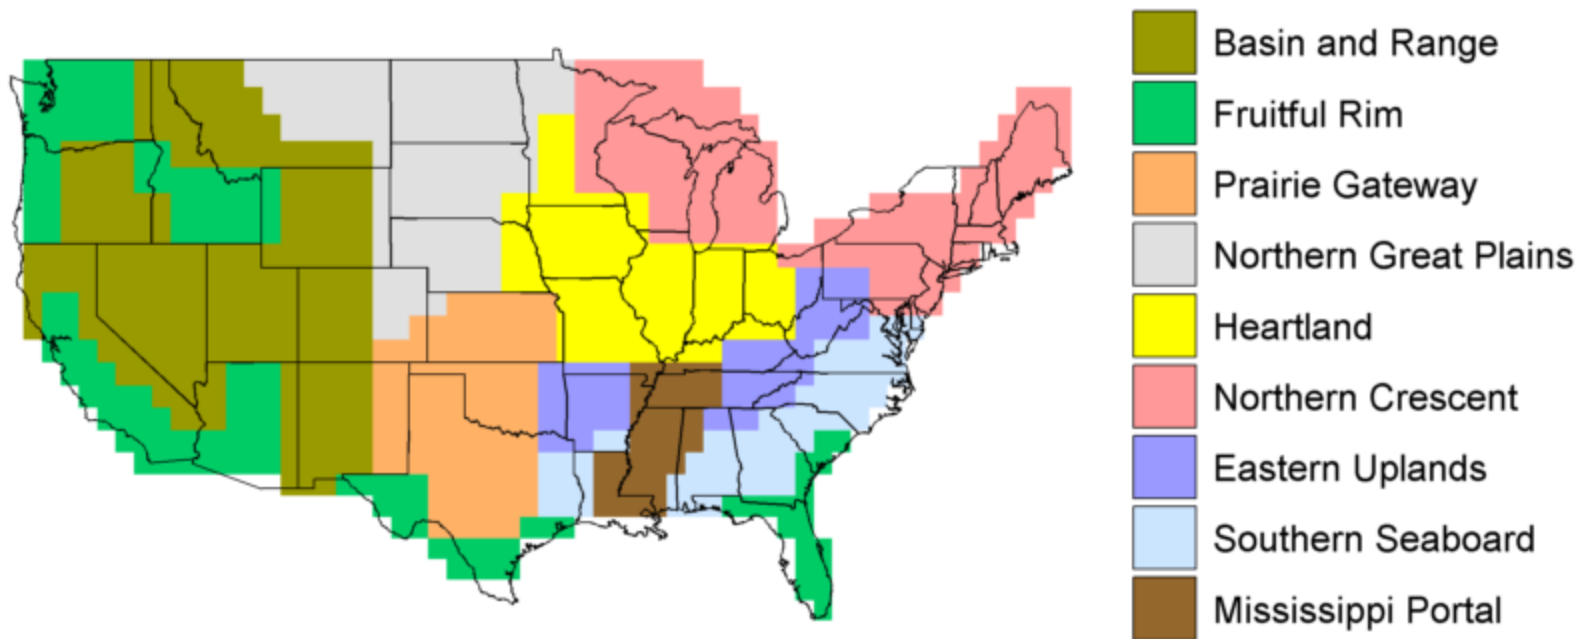 Basin and Range
Fruitful Rim
Prairie Gateway
Northern Great Plains
Heartland
Northern Crescent
Eastern Uplands
Southern Seaboard
Mississippi Portal